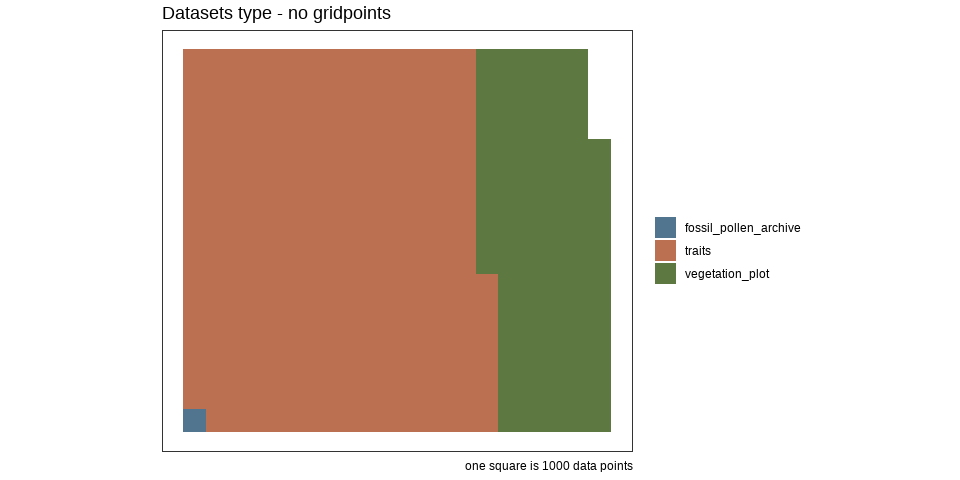 Datasets type - no gridpoints
fossil_pollen_archive
traits
vegetation_plot
one square is 1000 data points